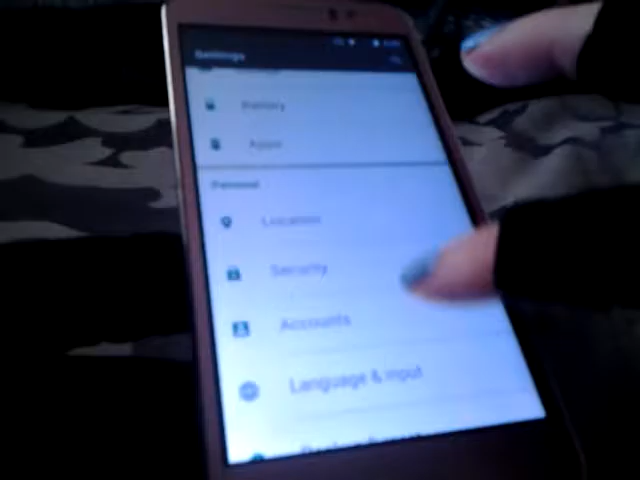 Settings
Battery
Apps
Personal
Location
Security
Accounts
Language & input